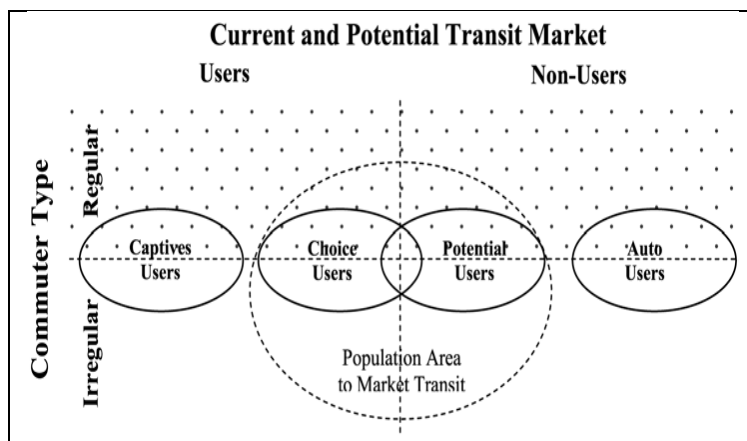 Current and Potential Transit Market
Users
Non-Users
Commuter Type
Regular
Irregular
Captives
Users
Choice
Users
Potential
Users
Auto
Users
Population Area
to Market Transit